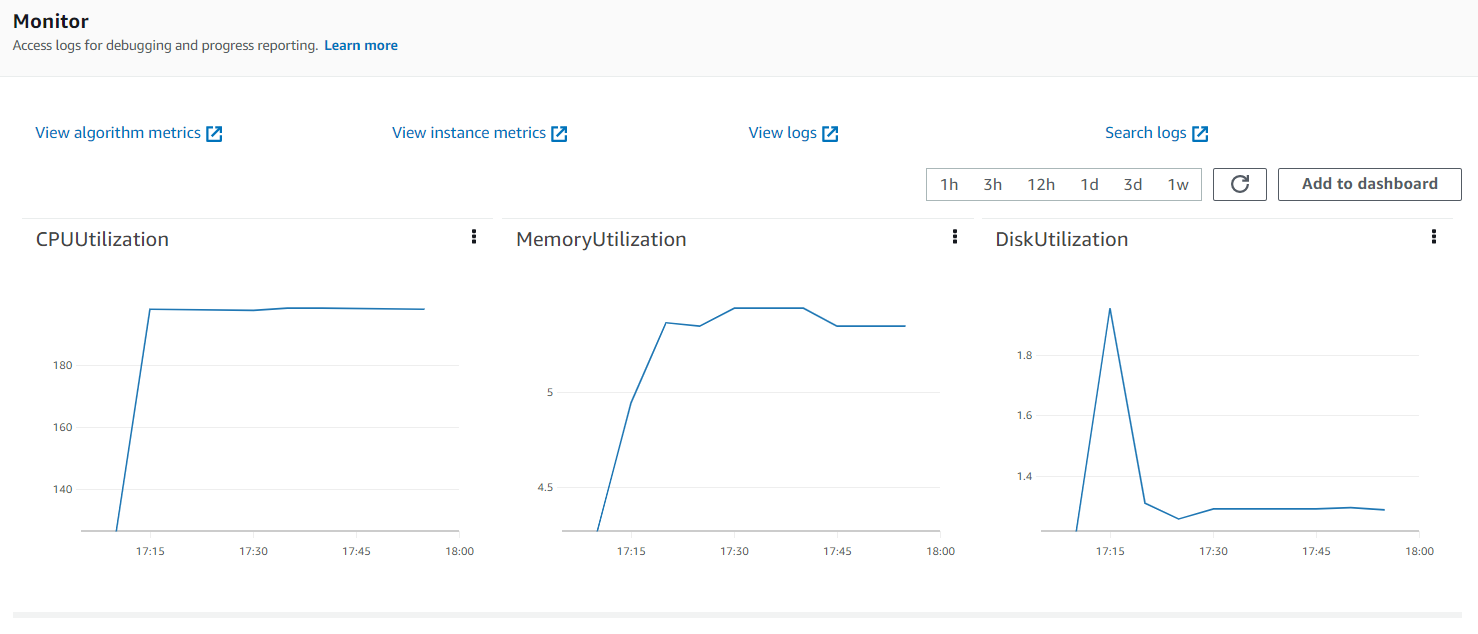 Monitor
Access logs for debugging and progress reporting. Learn more
View algorithm metrics
View instance metrics
View logs
Search logs
1h 3h 12h 1d 3d 1w
Add to dashboard
CPUUtilization
180
160
140
17:15 17:30 17:45 18:00
MemoryUtilization
5
4.5
17:15 17:30 17:45 18:00
DiskUtilization
1.8
1.6
1.4
17:15 17:30 17:45 18:00